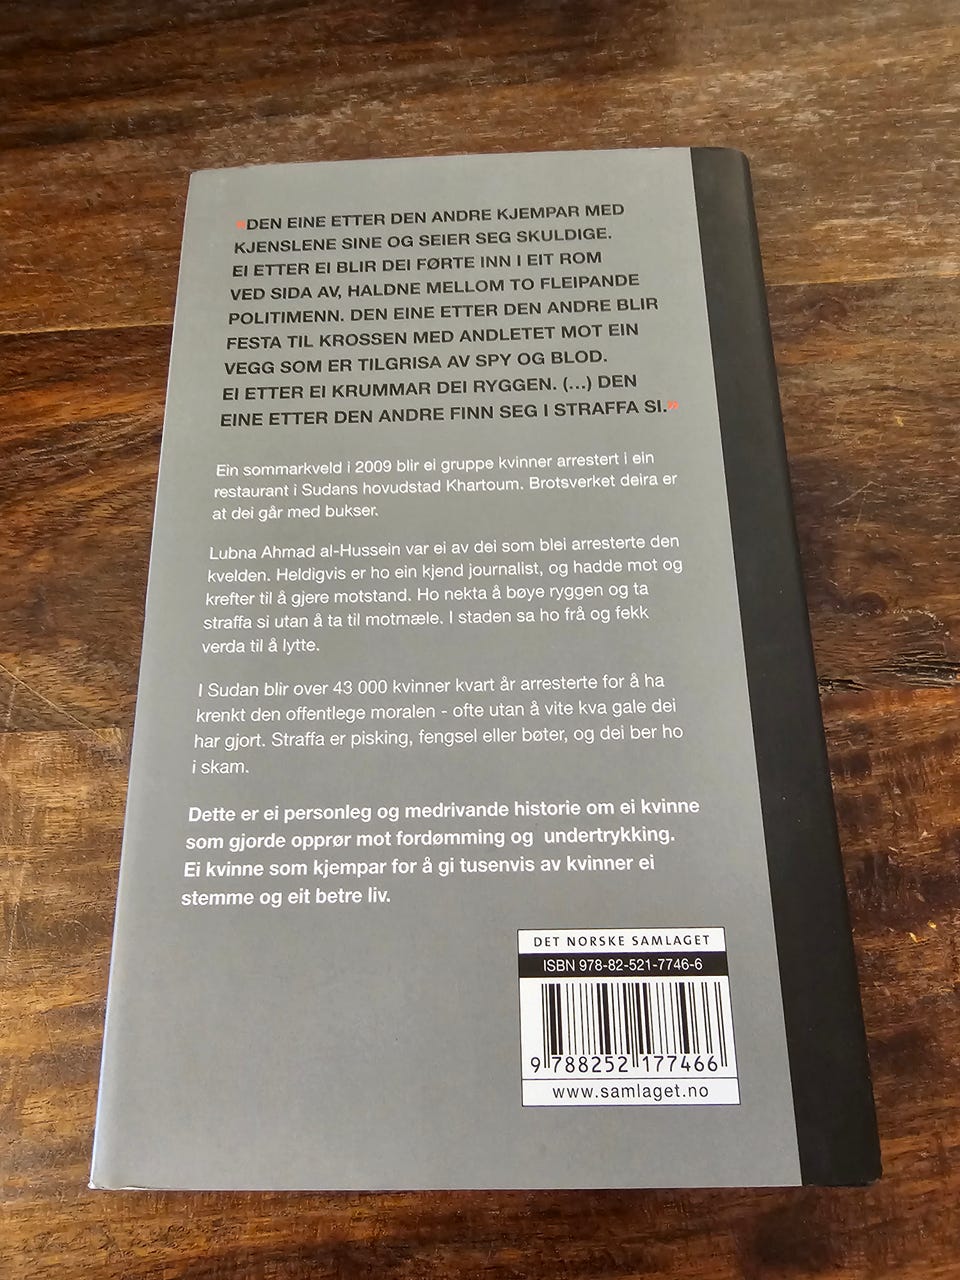 «DEN EINE ETTER DEN ANDRE KJEMPAR MED
KJENSLENE SINE OG SEIER SEG SKULDIGE.
EI ETTER EI BLIR DEI FØRTE INN I EIT ROM
VED SIDA AV, HALDNE MELLOM TO FLEIPANDE
POLITIMENN. DEN EINE ETTER DEN ANDRE BLIR
FESTA TIL KROSSEN MED ANDLETET MOT EIN
VEGG SOM ER TILGRISA AV SPY OG BLOD.
EI ETTER EI KRUMMAR DEI RYGGEN. (...) DEN
EINE ETTER DEN ANDRE FINN SEG I STRAFFA SI.»
Ein sommarkveld i 2009 blir ei gruppe kvinner arrestert i ein
restaurant i Sudans hovudstad Khartoum. Brotsverket deira er
at dei går med bukser.
Lubna Ahmad al-Hussein var ei av dei som blei arresterte den
kvelden. Heldigvis er ho ein kjend journalist, og hadde mot og
krefter til å gjere motstand. Ho nekta å bøye ryggen og ta
straffa si utan å ta til motmæle. I staden sa ho frå og fekk
verda til å lytte.
I Sudan blir over 43 000 kvinner kvart år arresterte for å ha
krenkt den offentlege moralen - ofte utan å vite kva gale dei
har gjort. Straffa er pisking, fengsel eller bøter, og dei ber ho
i skam.
Dette er ei personleg og medrivande historie om ei kvinne
som gjorde opprør mot fordømming og undertrykking.
Ei kvinne som kjempar for å gi tusenvis av kvinner ei
stemme og eit betre liv.
DET NORSKE SAMLAGET
ISBN 978-82-521-7746-6
9 788252 177466
www.samlaget.no